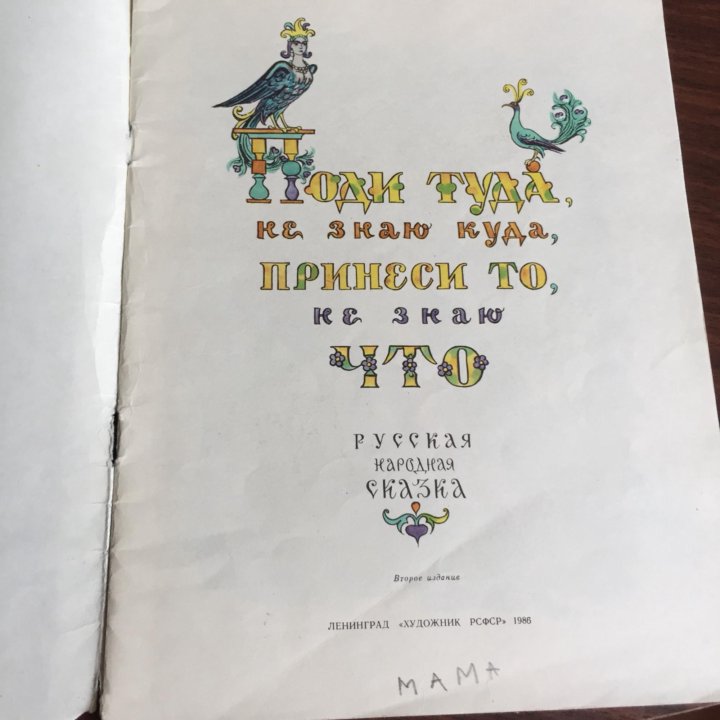 Поди туда,
не знаю куда,
принеси то,
не знаю
что
Русская
народная
сказка
Второе издание
ЛЕНИНГРАД «ХУДОЖНИК РСФСР» 1986
МАМА